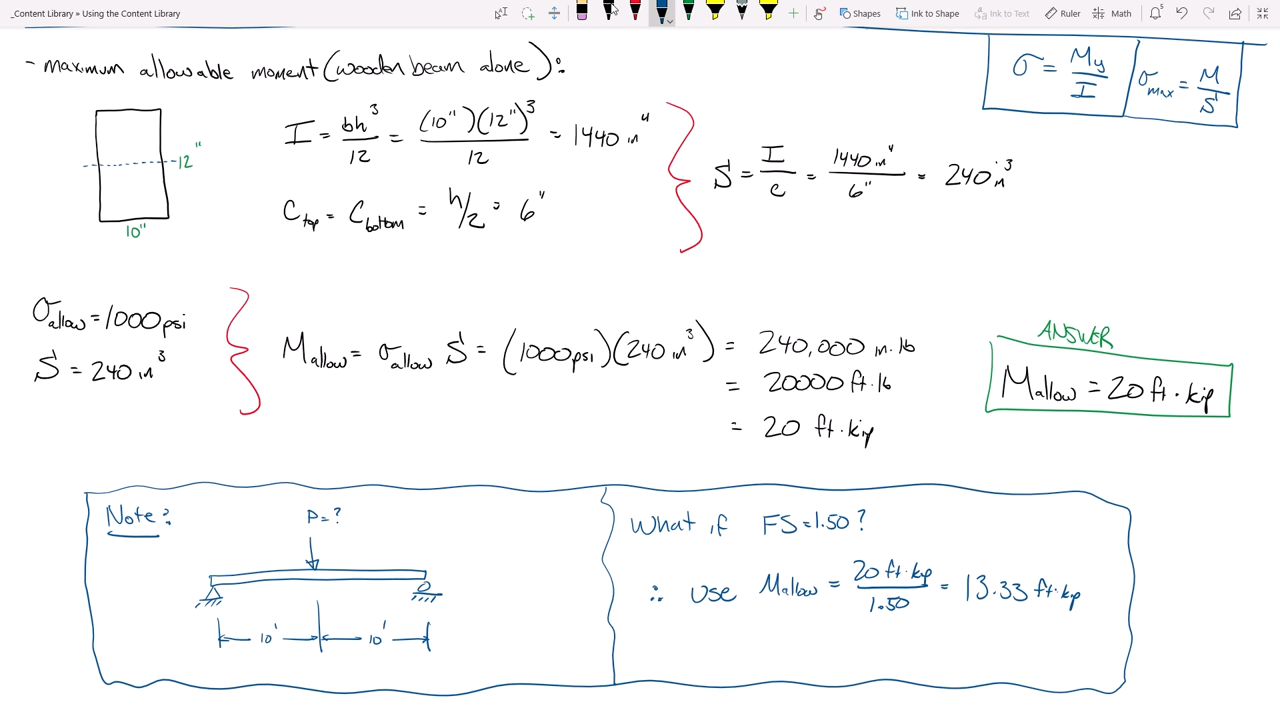 _Content Library » Using the Content Library
Shapes
Ink to Shape
Ink to Text
Ruler
Math
- maximum allowable moment (wooden beam alone):
σ = My/I
σmax = M/S
12"
10"
I = bh³/12 = (10")(12")³/12 = 1440 in⁴
Ctop = Cbottom = h/2 = 6"
S = I/c = 1440 in⁴/6" = 240 in³
σallow = 1000 psi
S = 240 in³
Mallow = σallow S = (1000 psi)(240 in³) = 240,000 in·lb
= 20000 ft·lb
= 20 ft·kip
ANSWER
Mallow = 20 ft·kip
Note:
P=?
10'
10'
What if FS=1.50?
∴ use Mallow = 20 ft·kip/1.50 = 13.33 ft·kip